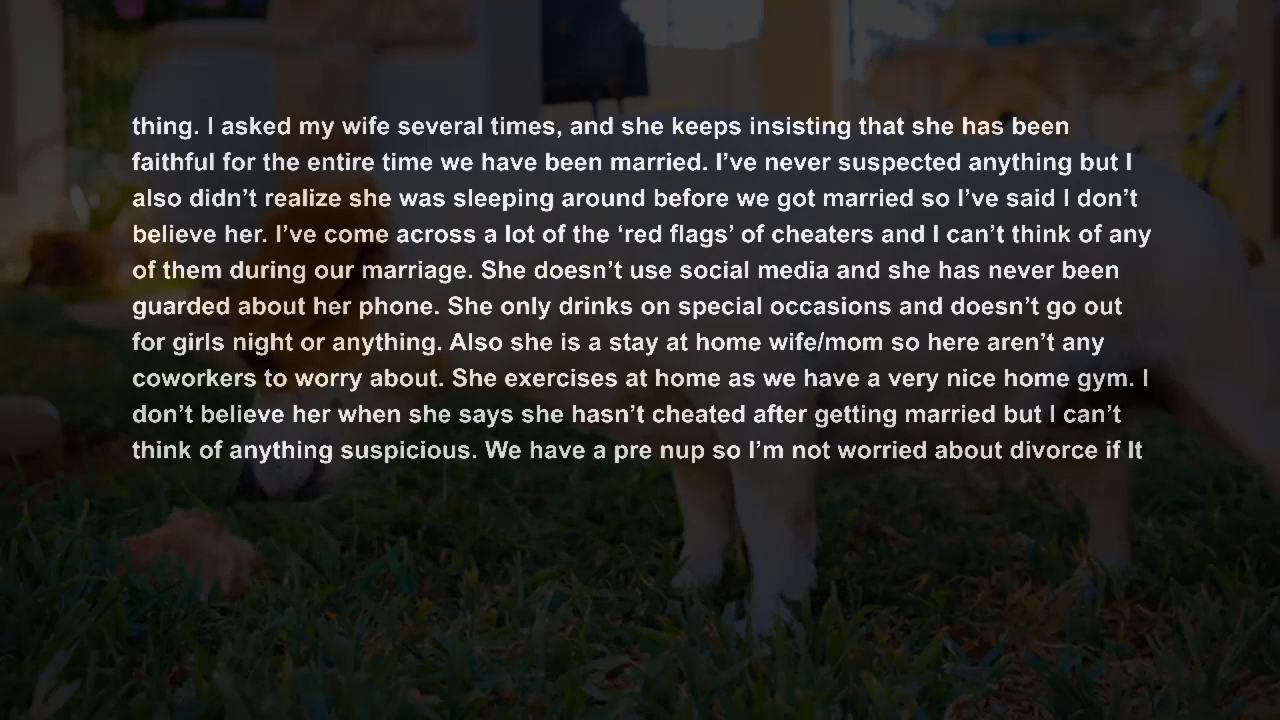 thing. I asked my wife several times, and she keeps insisting that she has been
faithful for the entire time we have been married. I’ve never suspected anything but I
also didn’t realize she was sleeping around before we got married so I’ve said I don’t
believe her. I’ve come across a lot of the ‘red flags’ of cheaters and I can’t think of any
of them during our marriage. She doesn’t use social media and she has never been
guarded about her phone. She only drinks on special occasions and doesn’t go out
for girls night or anything. Also she is a stay at home wife/mom so here aren’t any
coworkers to worry about. She exercises at home as we have a very nice home gym. I
don’t believe her when she says she hasn’t cheated after getting married but I can’t
think of anything suspicious. We have a pre nup so I’m not worried about divorce if It